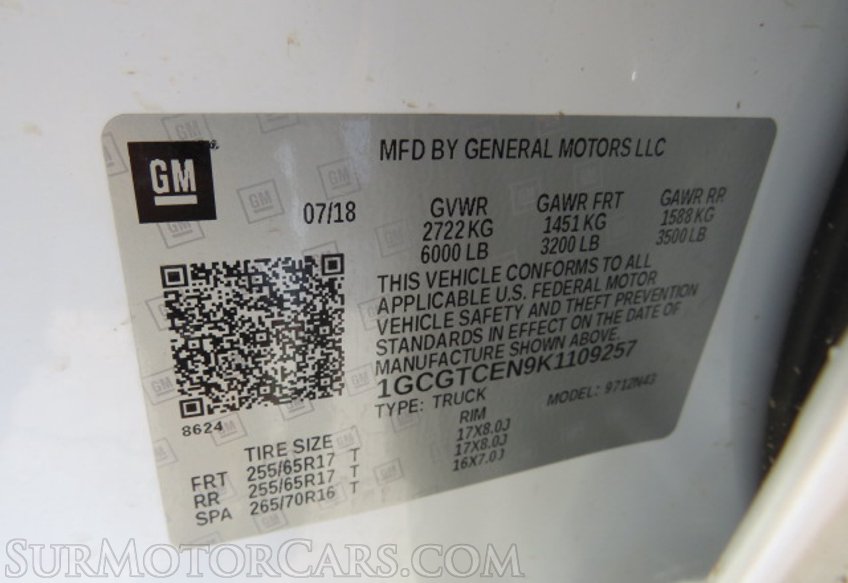 GM
MFD BY GENERAL MOTORS LLC
07/18
GVWR GAWR FRT GAWR RR
2722 KG 1451 KG 1588 KG
6000 LB 3200 LB 3500 LB
THIS VEHICLE CONFORMS TO ALL
APPLICABLE U.S. FEDERAL MOTOR
VEHICLE SAFETY AND THEFT PREVENTION
STANDARDS IN EFFECT ON THE DATE OF
MANUFACTURE SHOWN ABOVE.
1GCGTCEN9K1109257
TYPE: TRUCK MODEL: 9712N43
8624
TIRE SIZE RIM
FRT 255/65R17 T 17X8.0J
RR 255/65R17 T 17X8.0J
SPA 265/70R16 T 16X7.0J
SURMOTORCARS.COM